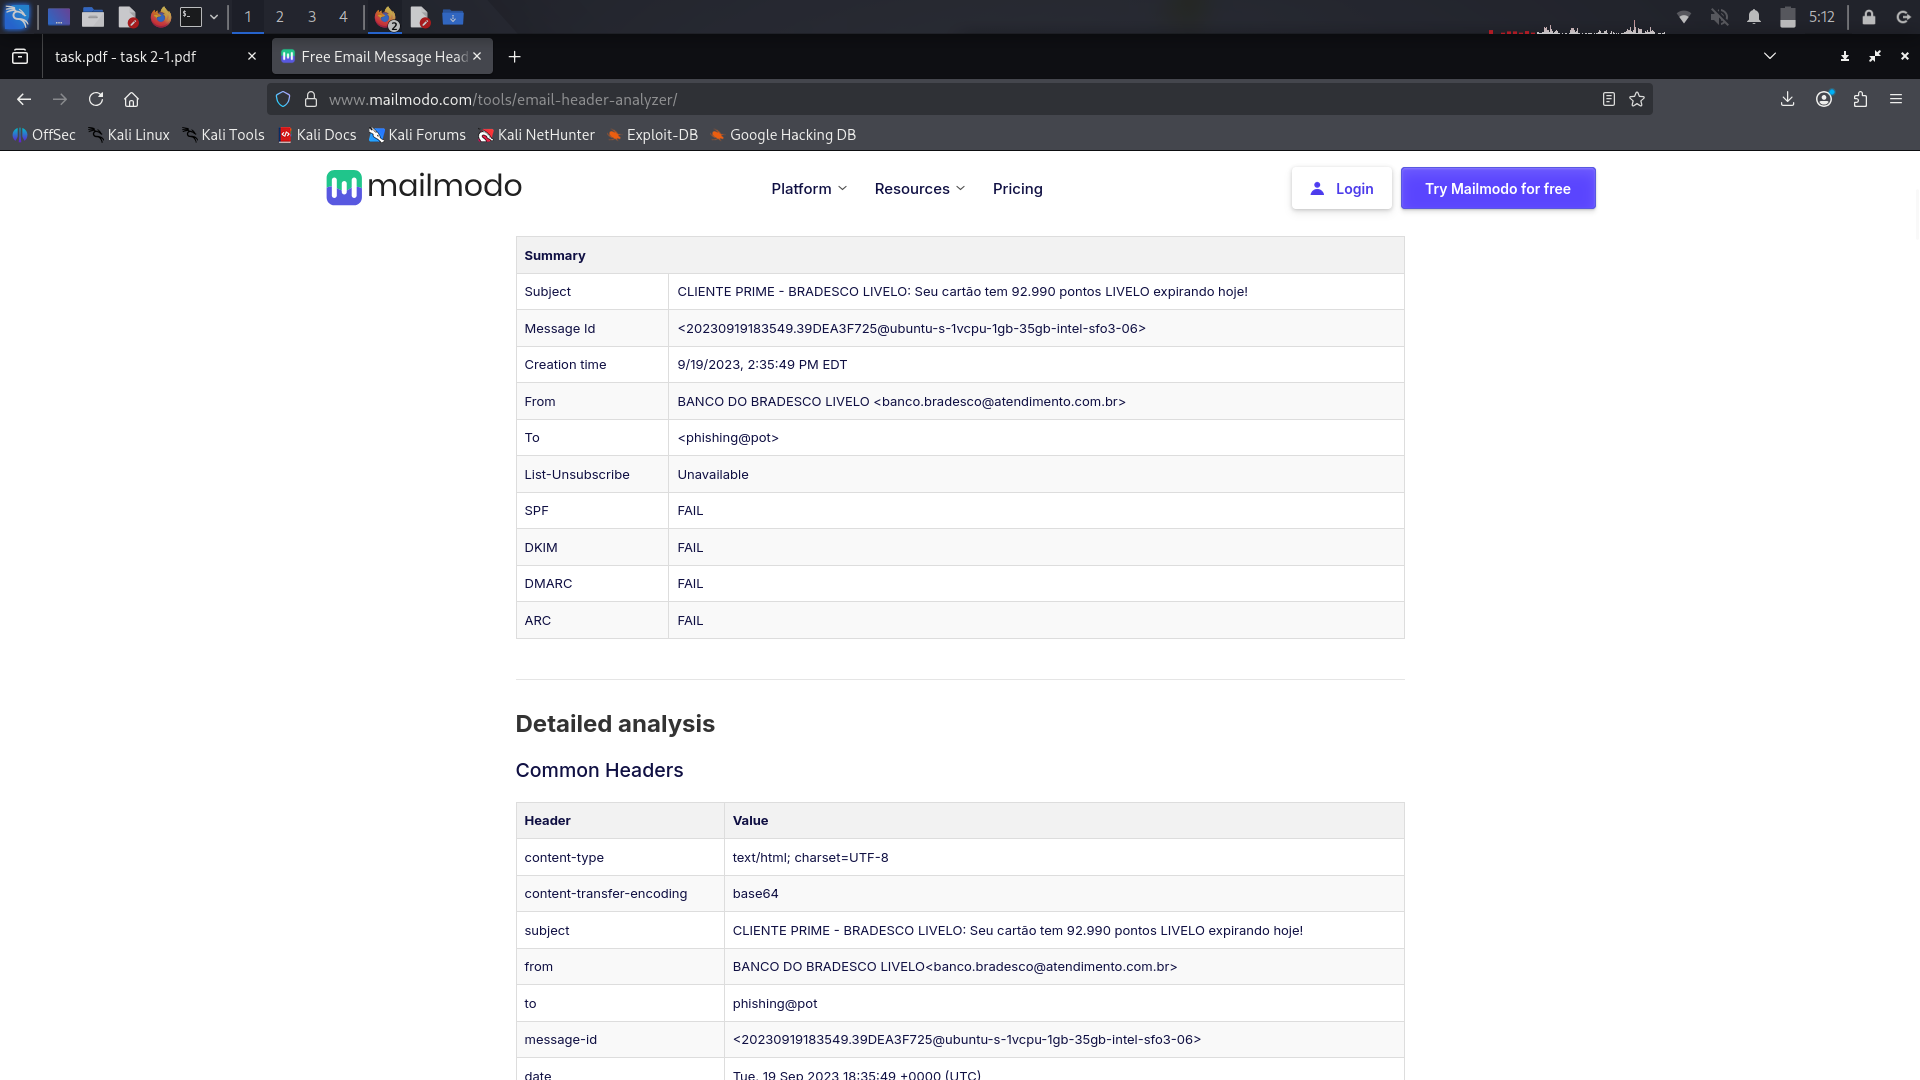 1 2 3 4 2 5:12
task.pdf - task 2-1.pdf Free Email Message Head
www.mailmodo.com/tools/email-header-analyzer/
OffSec Kali Linux Kali Tools Kali Docs Kali Forums Kali NetHunter Exploit-DB Google Hacking DB
mailmodo Platform Resources Pricing Login Try Mailmodo for free
Summary
Subject CLIENTE PRIME - BRADESCO LIVELO: Seu cartão tem 92.990 pontos LIVELO expirando hoje!
Message Id <20230919183549.39DEA3F725@ubuntu-s-1vcpu-1gb-35gb-intel-sfo3-06>
Creation time 9/19/2023, 2:35:49 PM EDT
From BANCO DO BRADESCO LIVELO <banco.bradesco@atendimento.com.br>
To <phishing@pot>
List-Unsubscribe Unavailable
SPF FAIL
DKIM FAIL
DMARC FAIL
ARC FAIL
Detailed analysis
Common Headers
Header Value
content-type text/html; charset=UTF-8
content-transfer-encoding base64
subject CLIENTE PRIME - BRADESCO LIVELO: Seu cartão tem 92.990 pontos LIVELO expirando hoje!
from BANCO DO BRADESCO LIVELO<banco.bradesco@atendimento.com.br>
to phishing@pot
message-id <20230919183549.39DEA3F725@ubuntu-s-1vcpu-1gb-35gb-intel-sfo3-06>
date Tue, 19 Sep 2023 18:35:49 +0000 (UTC)